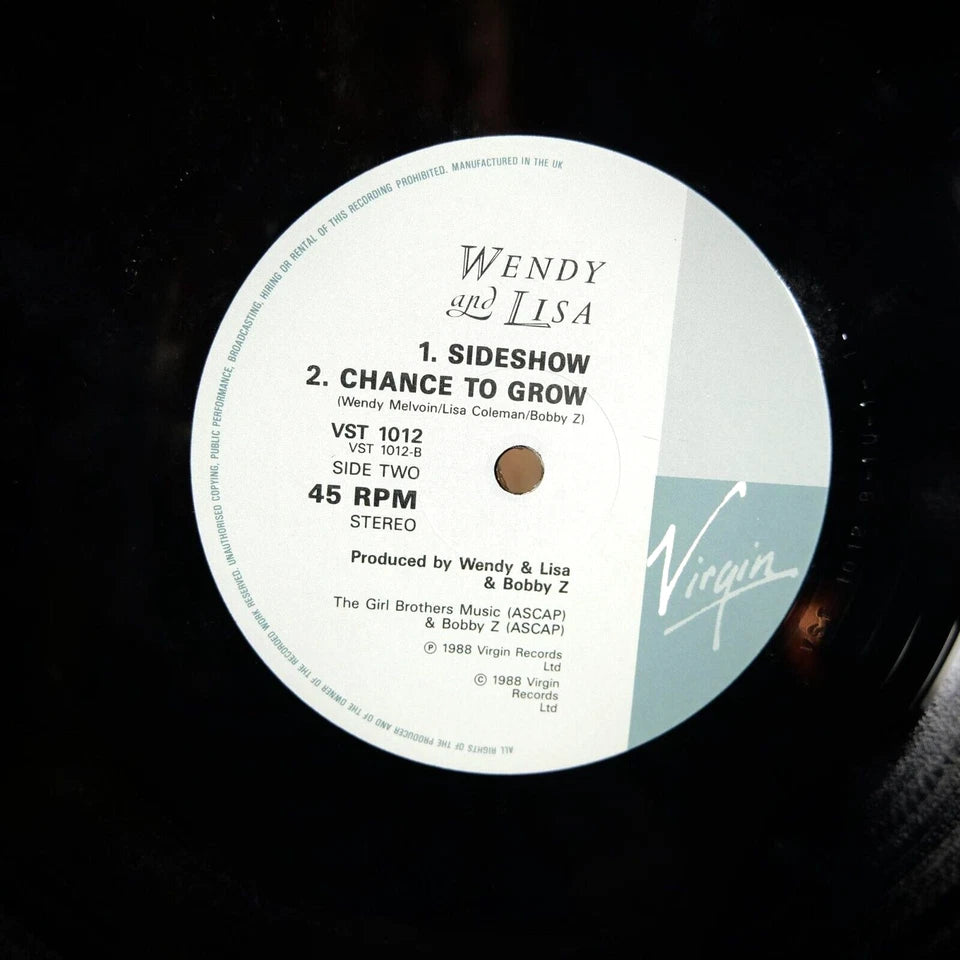 ALL RIGHTS OF THE PRODUCER AND OF THE OWNER OF THE RECORDED WORK RESERVED. UNAUTHORISED COPYING, PUBLIC PERFORMANCE, BROADCASTING, HIRING OR RENTAL OF THIS RECORDING PROHIBITED. MANUFACTURED IN THE UK
WENDY
and LISA
1. SIDESHOW
2. CHANCE TO GROW
(Wendy Melvoin/Lisa Coleman/Bobby Z)
VST 1012
VST 1012-B
SIDE TWO
45 RPM
STEREO
Produced by Wendy & Lisa
& Bobby Z
The Girl Brothers Music (ASCAP)
& Bobby Z (ASCAP)
℗ 1988 Virgin Records
Ltd
© 1988 Virgin
Records
Ltd
Virgin